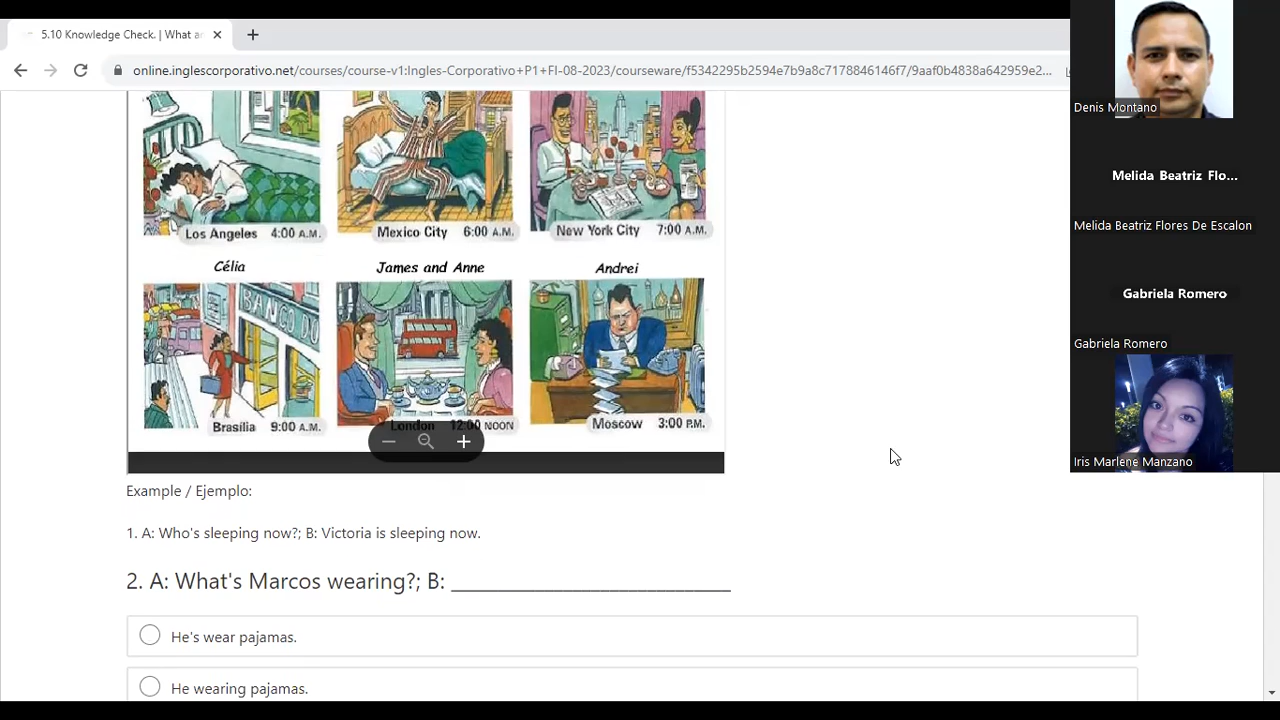 5.10 Knowledge Check. | What a
online.inglescorporativo.net/courses/course-v1:Ingles-Corporativo+P1+FI-08-2023/courseware/f5342295b2594e7b9a8c7178846146f7/9aaf0b4838a642959e2...
Denis Montano
Melida Beatriz Flo...
Melida Beatriz Flores De Escalon
Gabriela Romero
Gabriela Romero
Iris Marlene Manzano
Los Angeles 4:00 A.M.
Mexico City 6:00 A.M.
New York City 7:00 A.M.
Célia
James and Anne
Andrei
BANCO DU
Brasília 9:00 A.M.
London 12:00 NOON
Moscow 3:00 P.M.
Example / Ejemplo:
1. A: Who's sleeping now?; B: Victoria is sleeping now.
2. A: What's Marcos wearing?; B: ____________________________
He's wear pajamas.
He wearing pajamas.